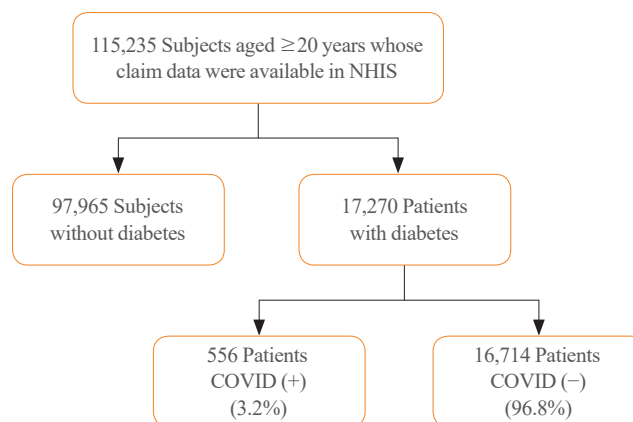 115,235 Subjects aged ≥20 years whose
claim data were available in NHIS
97,965 Subjects
without diabetes
17,270 Patients
with diabetes
556 Patients
COVID (+)
(3.2%)
16,714 Patients
COVID (−)
(96.8%)